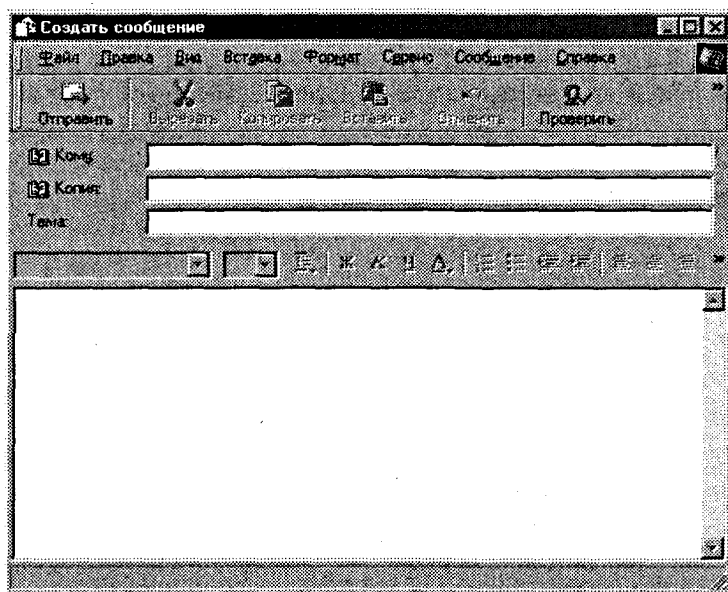 Создать сообщение
Файл Правка Вид Вставка Формат Сервис Сообщение Справка
Отправить Вырезать Копировать Вставить Отменить Проверить
Кому:
Копия:
Тема:
Ж К Ч А